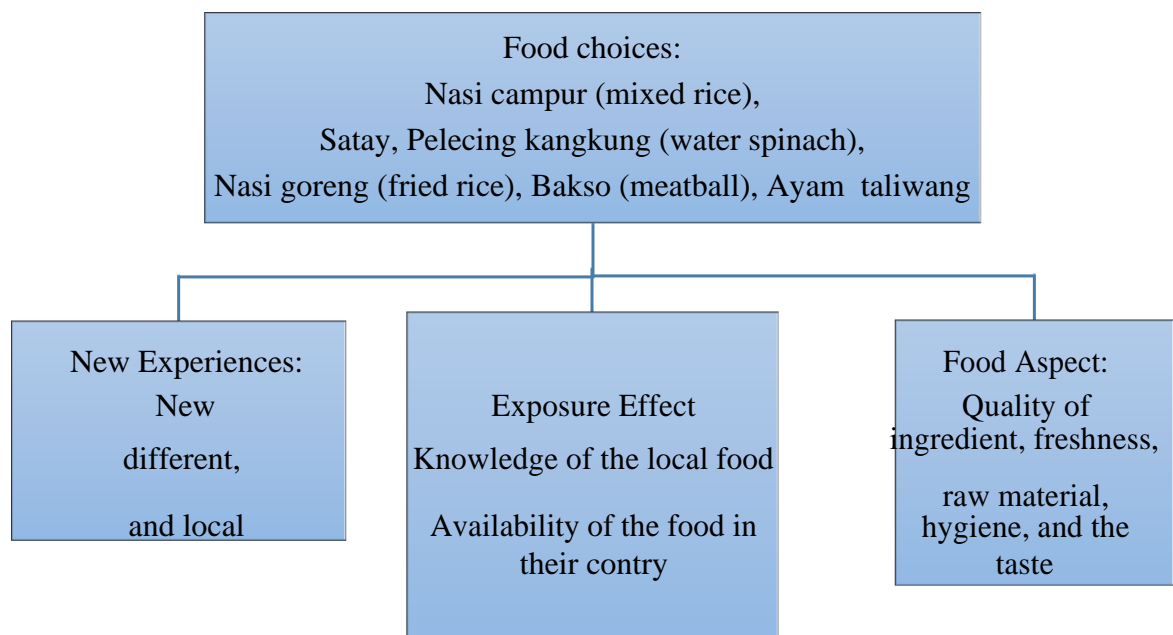 Food choices:
Nasi campur (mixed rice),
Satay, Pelecing kangkung (water spinach),
Nasi goreng (fried rice), Bakso (meatball), Ayam taliwang
New Experiences:
New
different,
and local
Exposure Effect
Knowledge of the local food
Availability of the food in
their contry
Food Aspect:
Quality of
ingredient, freshness,
raw material,
hygiene, and the
taste